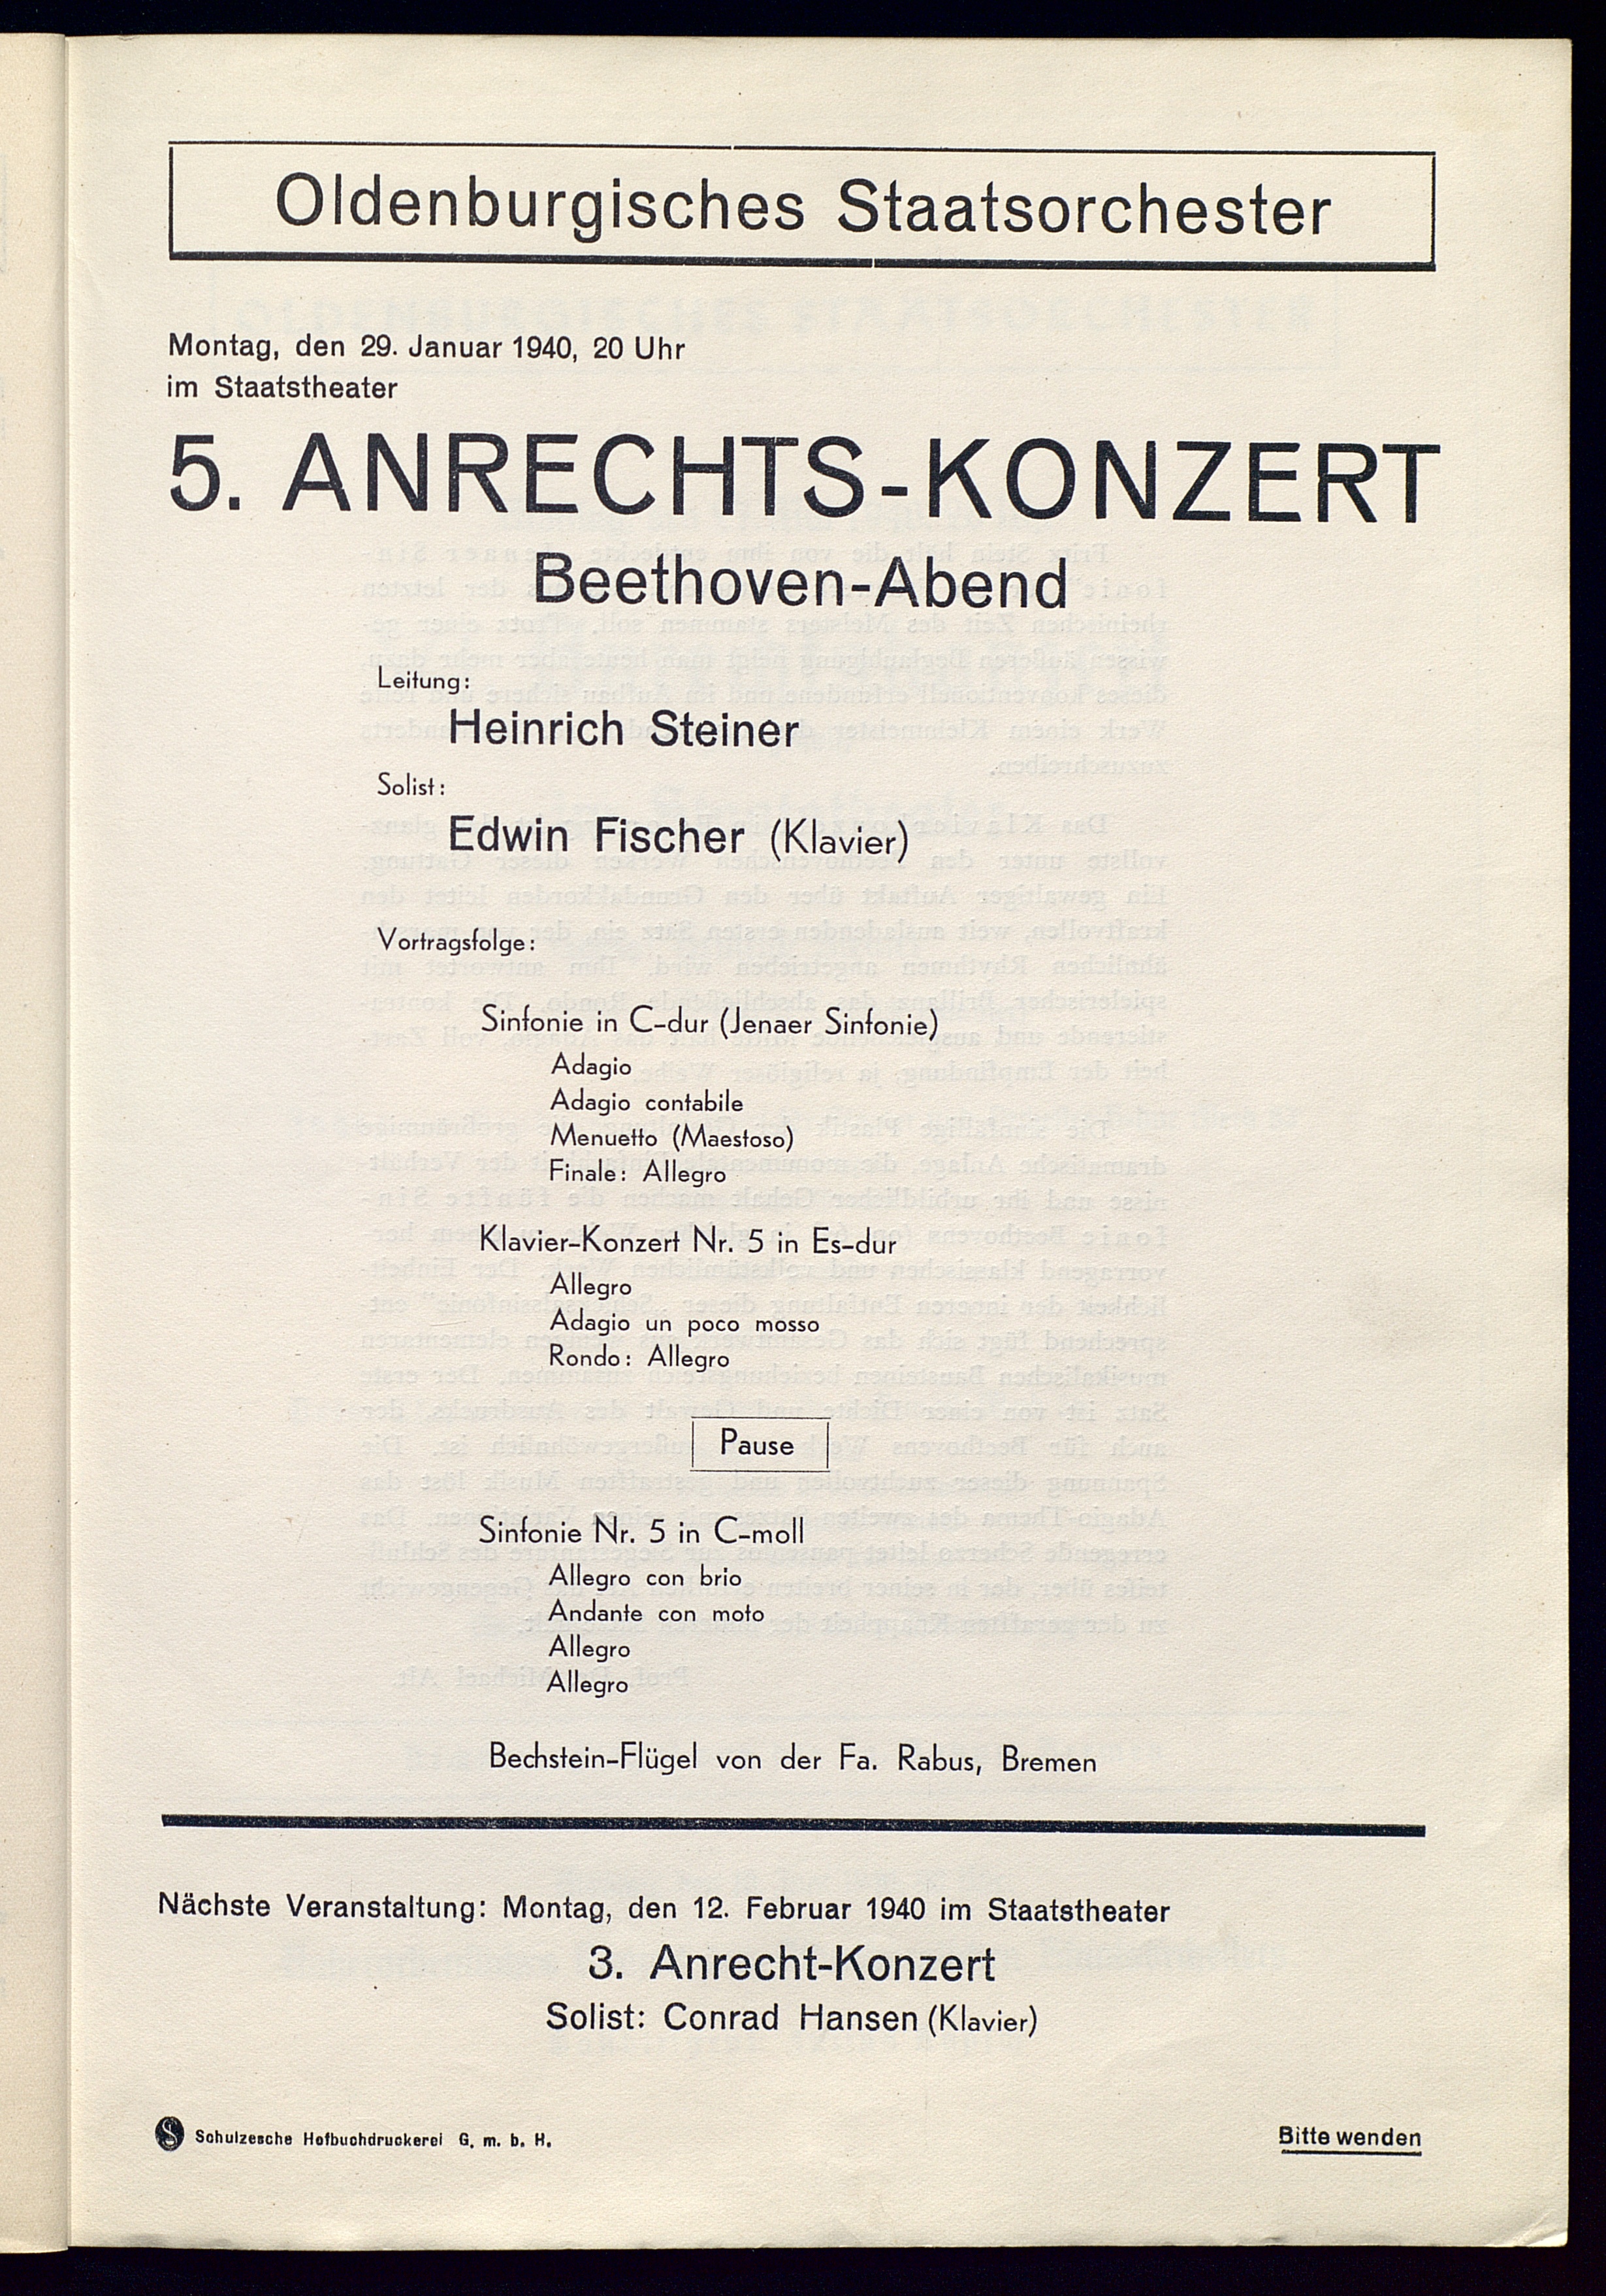 Oldenburgisches Staatsorchester
Montag, den 29. Januar 1940, 20 Uhr
im Staatstheater
5. ANRECHTS-KONZERT
Beethoven-Abend
Leitung:
Heinrich Steiner
Solist:
Edwin Fischer (Klavier)
Vortragsfolge:
Sinfonie in C-dur (Jenaer Sinfonie)
Adagio
Adagio contabile
Menuetto (Maestoso)
Finale: Allegro
Klavier-Konzert Nr. 5 in Es-dur
Allegro
Adagio un poco mosso
Rondo: Allegro
Pause
Sinfonie Nr. 5 in C-moll
Allegro con brio
Andante con moto
Allegro
Allegro
Bechstein-Flügel von der Fa. Rabus, Bremen
Nächste Veranstaltung: Montag, den 12. Februar 1940 im Staatstheater
3. Anrecht-Konzert
Solist: Conrad Hansen (Klavier)
S Schulzesche Hofbuchdruckerei G. m. b. H.
Bitte wenden